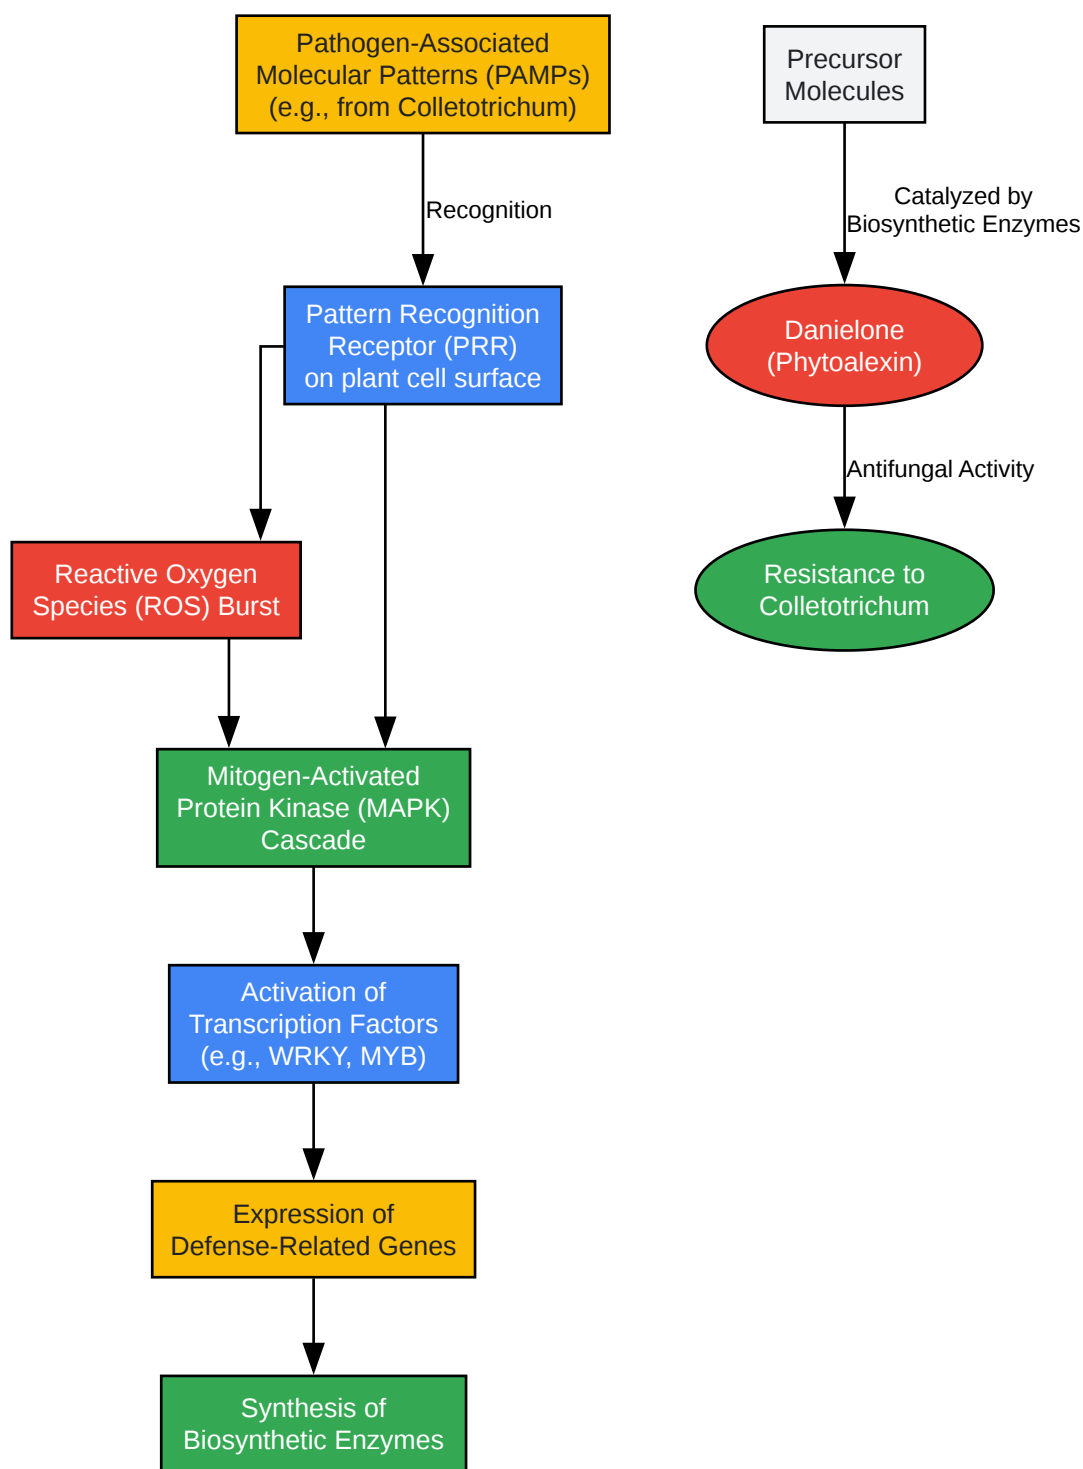 Pathogen-Associated
Molecular Patterns (PAMPs)
(e.g., from Colletotrichum)
Recognition
Pattern Recognition
Receptor (PRR)
on plant cell surface
Reactive Oxygen
Species (ROS) Burst
Mitogen-Activated
Protein Kinase (MAPK)
Cascade
Activation of
Transcription Factors
(e.g., WRKY, MYB)
Expression of
Defense-Related Genes
Synthesis of
Biosynthetic Enzymes
Precursor
Molecules
Catalyzed by
Biosynthetic Enzymes
Danielone
(Phytoalexin)
Antifungal Activity
Resistance to
Colletotrichum